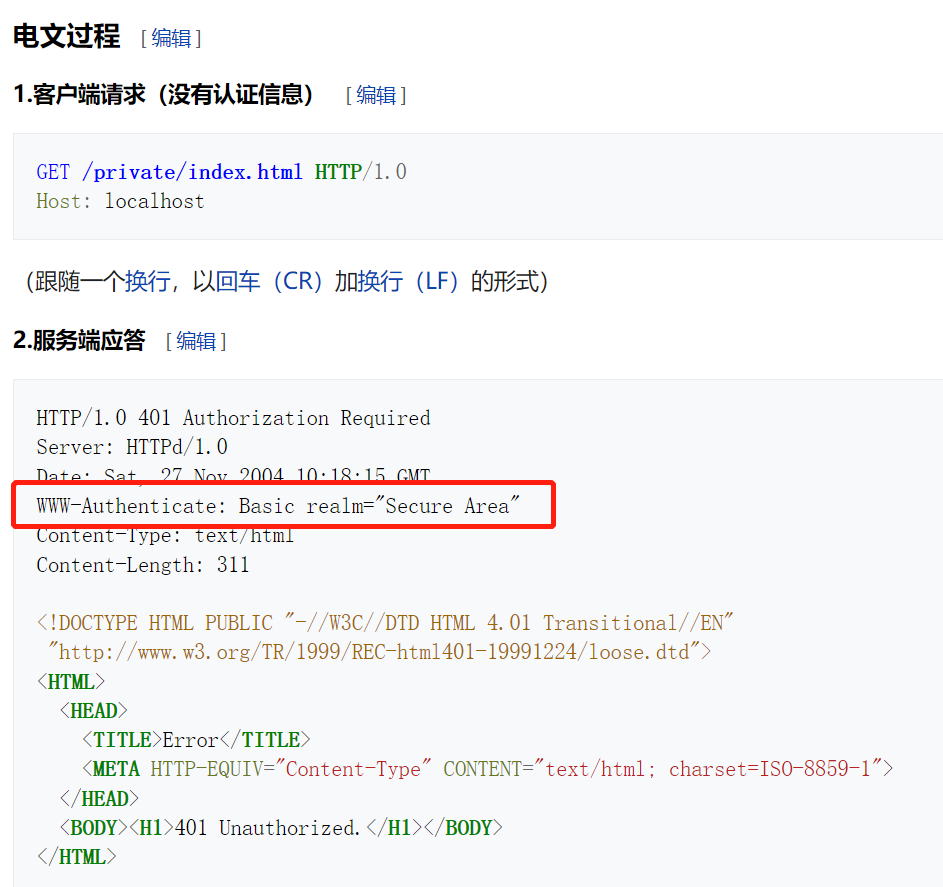 电文过程 [编辑]
1.客户端请求（没有认证信息） [编辑]
GET /private/index.html HTTP/1.0
Host: localhost
（跟随一个换行，以回车（CR）加换行（LF）的形式）
2.服务端应答 [编辑]
HTTP/1.0 401 Authorization Required
Server: HTTPd/1.0
Date: Sat, 27 Nov 2004 10:18:15 GMT
WWW-Authenticate: Basic realm="Secure Area"
Content-Type: text/html
Content-Length: 311
<!DOCTYPE HTML PUBLIC "-//W3C//DTD HTML 4.01 Transitional//EN"
"http://www.w3.org/TR/1999/REC-html401-19991224/loose.dtd">
<HTML>
<HEAD>
<TITLE>Error</TITLE>
<META HTTP-EQUIV="Content-Type" CONTENT="text/html; charset=ISO-8859-1">
</HEAD>
<BODY><H1>401 Unauthorized.</H1></BODY>
</HTML>